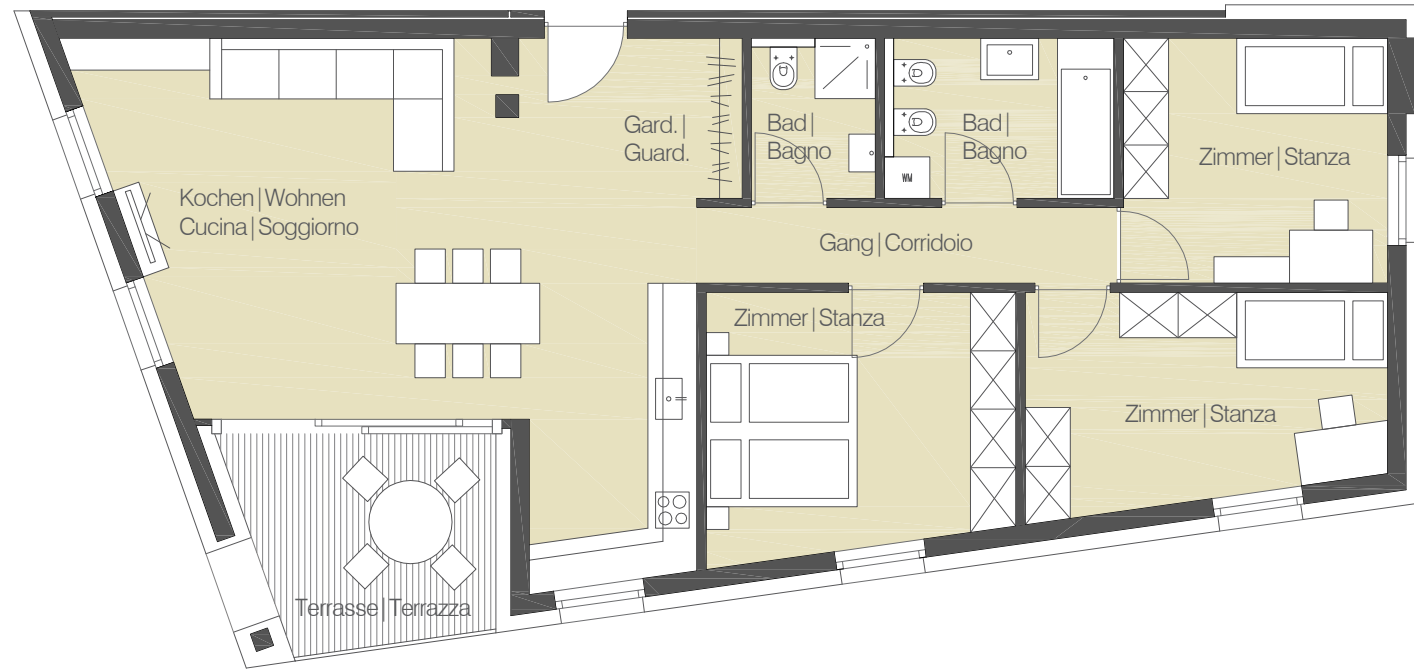 Gard.|
Guard.
Bad|
Bagno
Bad|
Bagno
WM
Zimmer|Stanza
Kochen|Wohnen
Cucina|Soggiorno
Gang|Corridoio
Zimmer|Stanza
Zimmer|Stanza
Terrasse|Terrazza